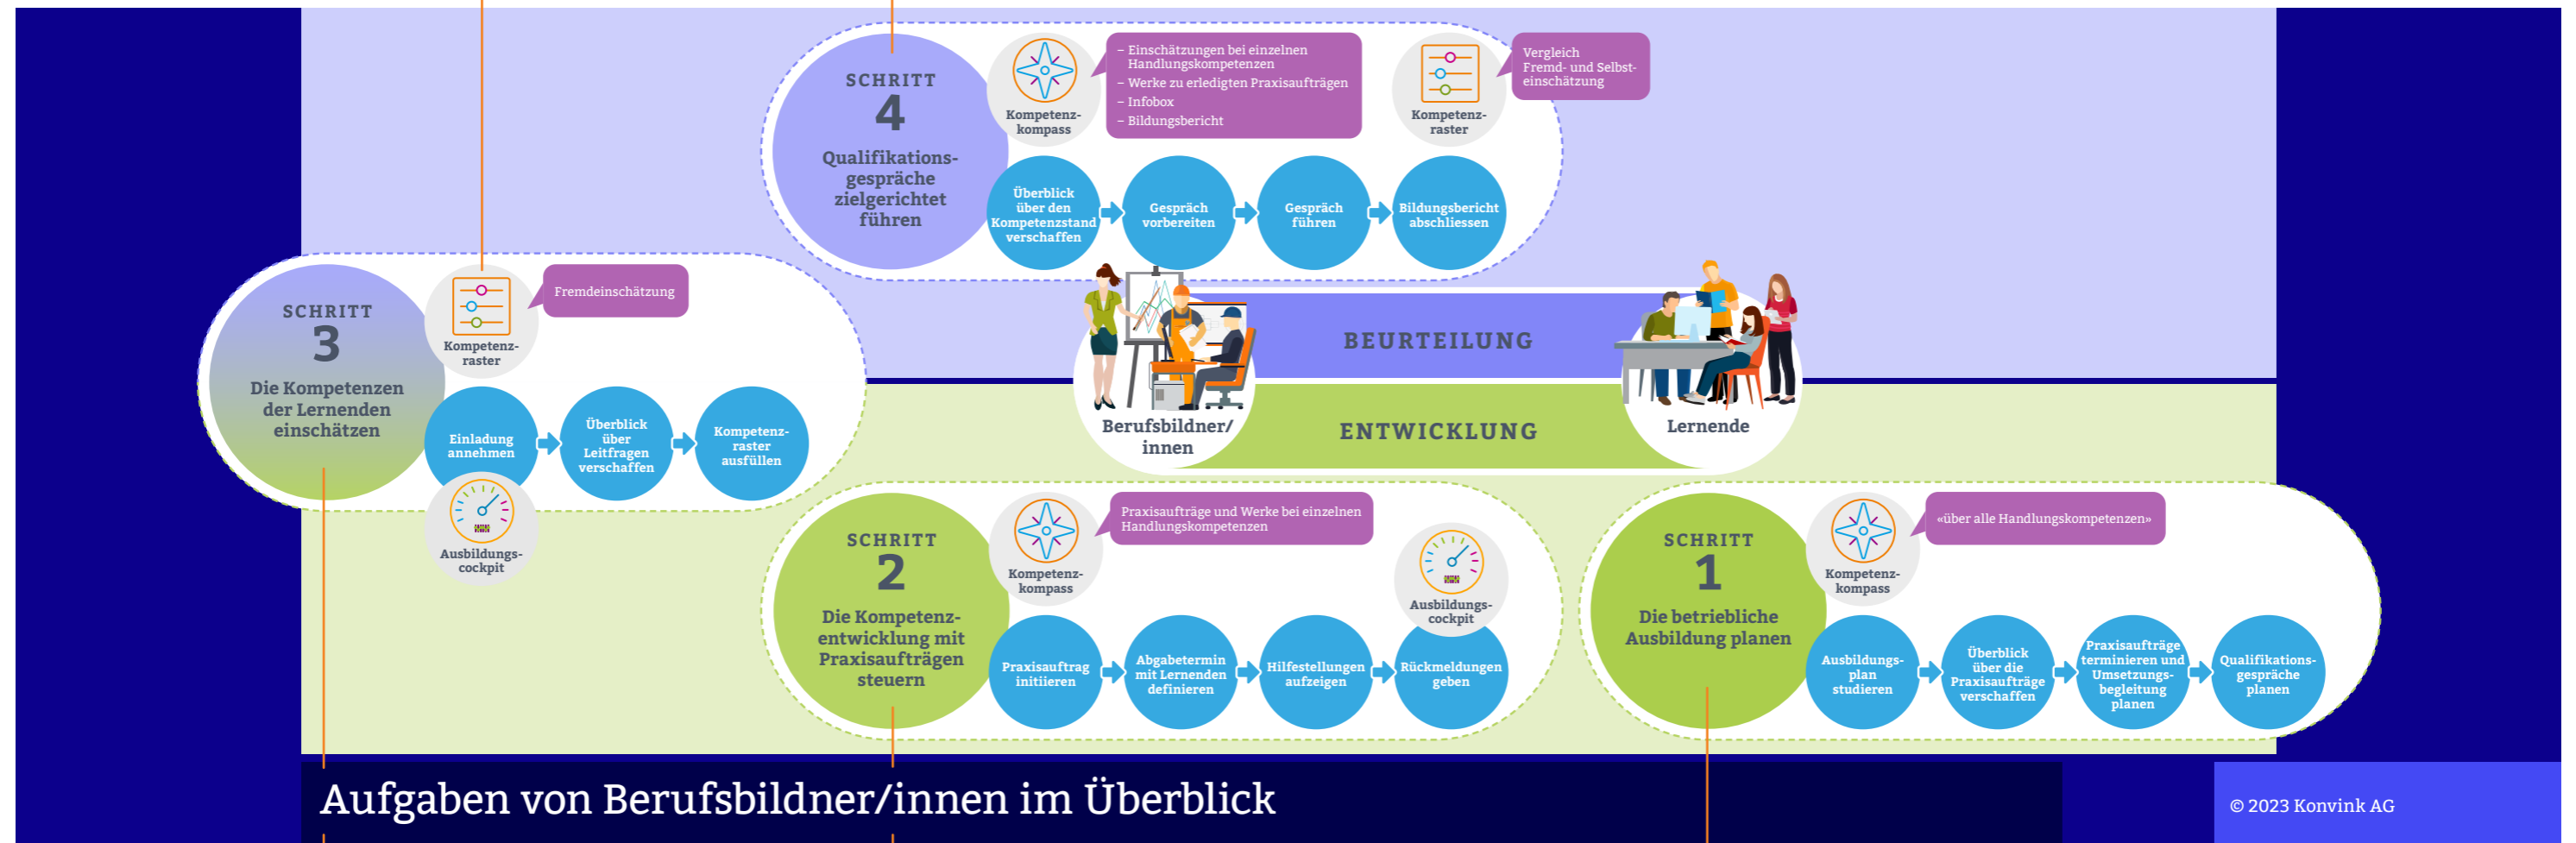 SCHRITT
4
Qualifikations-
gespräche
zielgerichtet
führen
Kompetenz-
kompass
– Einschätzungen bei einzelnen
Handlungskompetenzen
– Werke zu erledigten Praxisaufträgen
– Infobox
– Bildungsbericht
Kompetenz-
raster
Vergleich
Fremd- und Selbst-
einschätzung
Überblick
über den
Kompetenzstand
verschaffen
Gespräch
vorbereiten
Gespräch
führen
Bildungsbericht
abschliessen
SCHRITT
3
Die Kompetenzen
der Lernenden
einschätzen
Kompetenz-
raster
Fremdeinschätzung
Einladung
annehmen
Überblick
über
Leitfragen
verschaffen
Kompetenz-
raster
ausfüllen
Ausbildungs-
cockpit
BEURTEILUNG
ENTWICKLUNG
Berufsbildner/
innen
Lernende
SCHRITT
2
Die Kompetenz-
entwicklung mit
Praxisaufträgen
steuern
Kompetenz-
kompass
Praxisaufträge und Werke bei einzelnen
Handlungskompetenzen
Ausbildungs-
cockpit
Praxisauftrag
initiieren
Abgabetermin
mit Lernenden
definieren
Hilfestellungen
aufzeigen
Rückmeldungen
geben
SCHRITT
1
Die betriebliche
Ausbildung planen
Kompetenz-
kompass
«über alle Handlungskompetenzen»
Ausbildungs-
plan
studieren
Überblick
über die
Praxisaufträge
verschaffen
Praxisaufträge
terminieren und
Umsetzungs-
begleitung
planen
Qualifikations-
gespräche
planen
Aufgaben von Berufsbildner/innen im Überblick
© 2023 Konvink AG